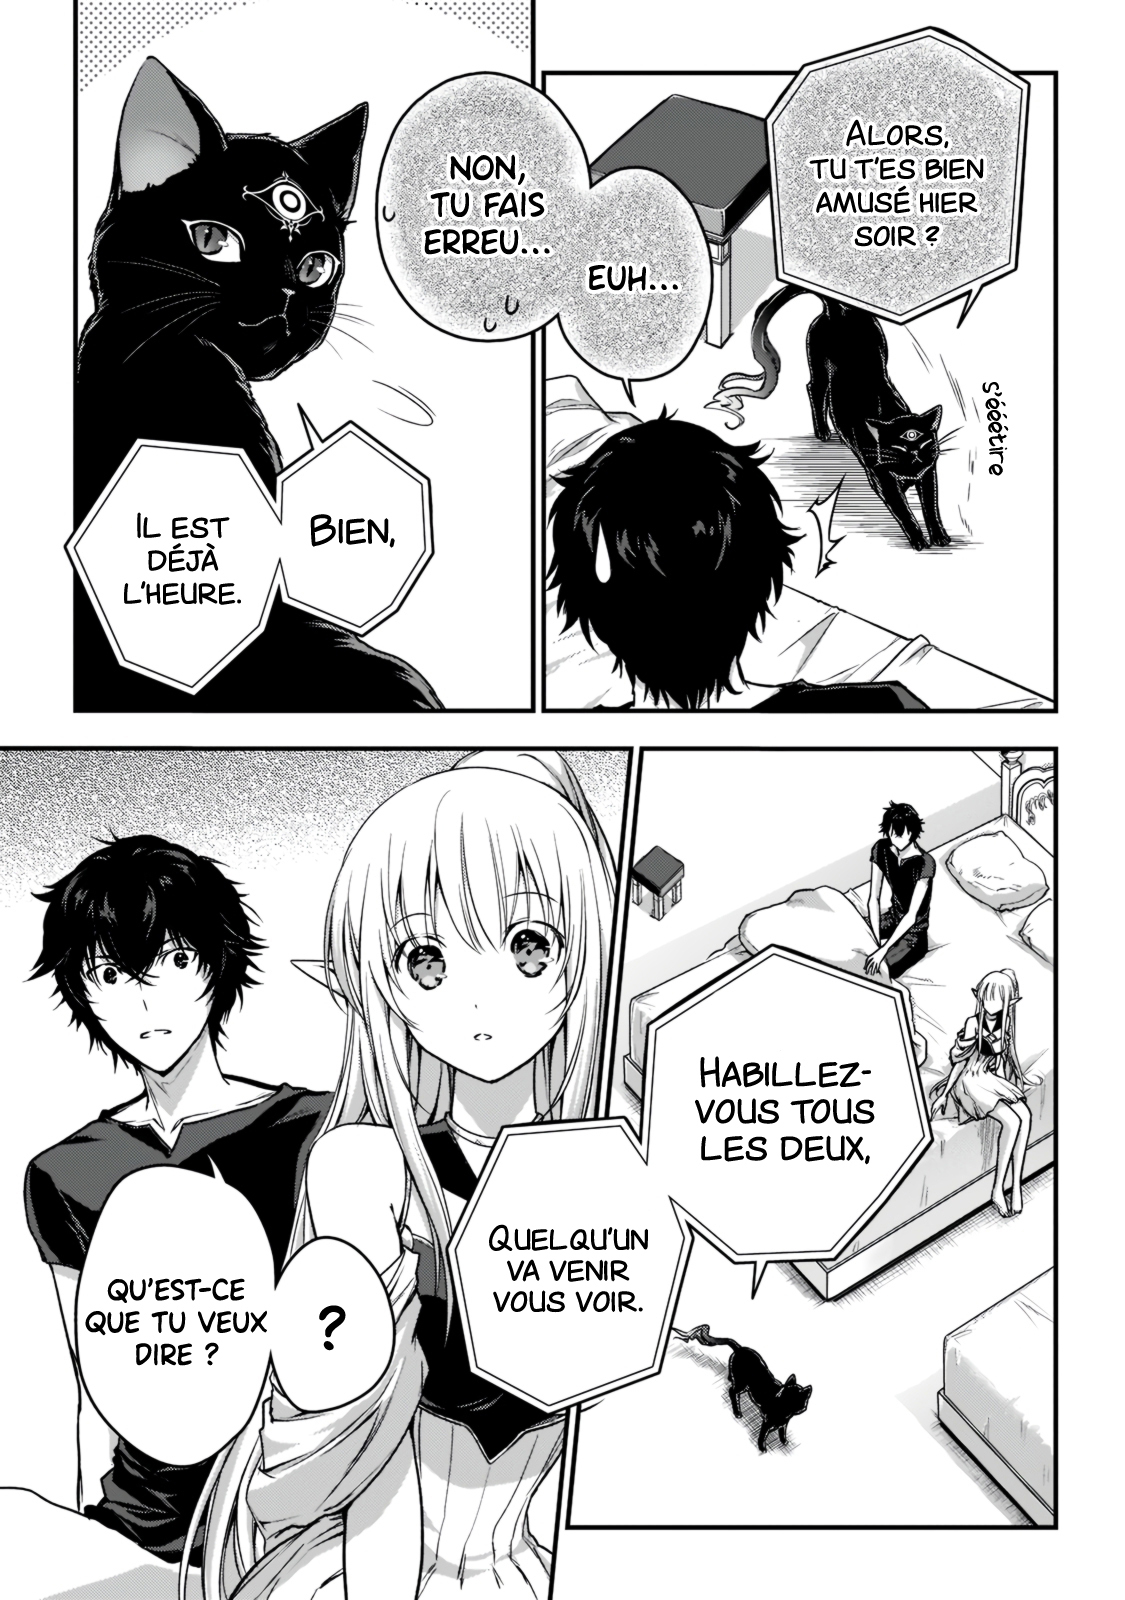 Alors,
tu t'es bien
amusé hier
soir ?
s'éééétire
euh...
non,
tu fais
erreu...
Bien,
Il est
déjà
l'heure.
Habillez-
vous tous
les deux,
Quelqu'un
va venir
vous voir.
?
qu'est-ce
que tu veux
dire ?